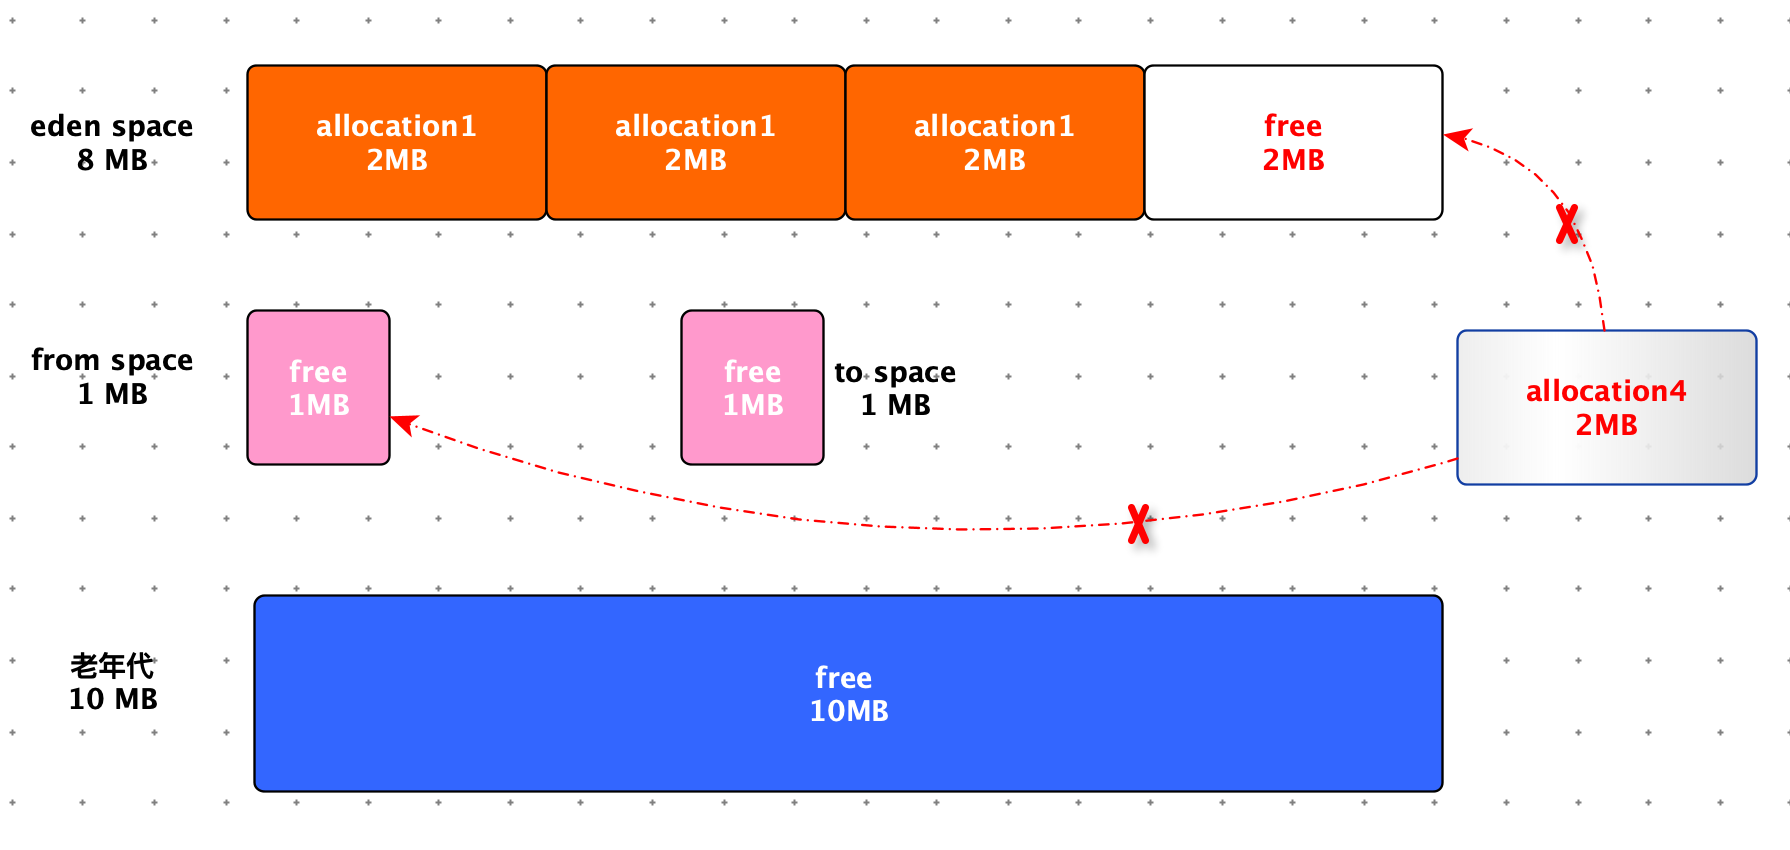 eden space
8 MB
allocation1
2MB
allocation1
2MB
allocation1
2MB
free
2MB
from space
1 MB
free
1MB
free
1MB
to space
1 MB
allocation4
2MB
老年代
10 MB
free
10MB